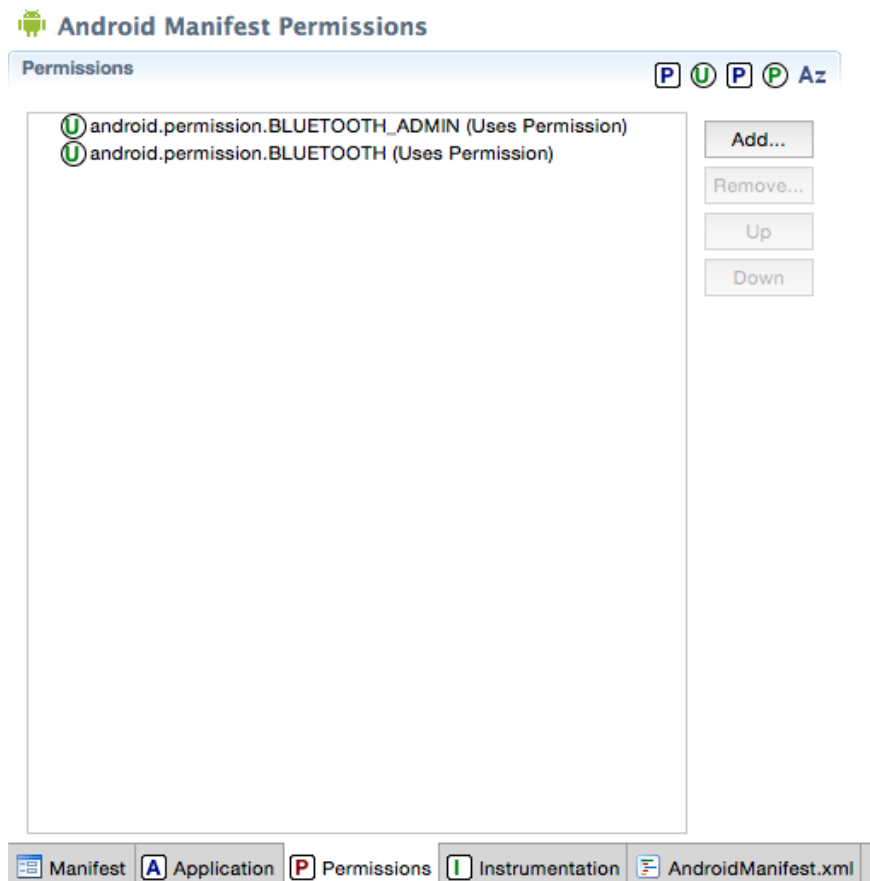 Android Manifest Permissions
Permissions
P U P P Az
U android.permission.BLUETOOTH_ADMIN (Uses Permission)
U android.permission.BLUETOOTH (Uses Permission)
Add...
Remove...
Up
Down
Manifest A Application P Permissions I Instrumentation AndroidManifest.xml